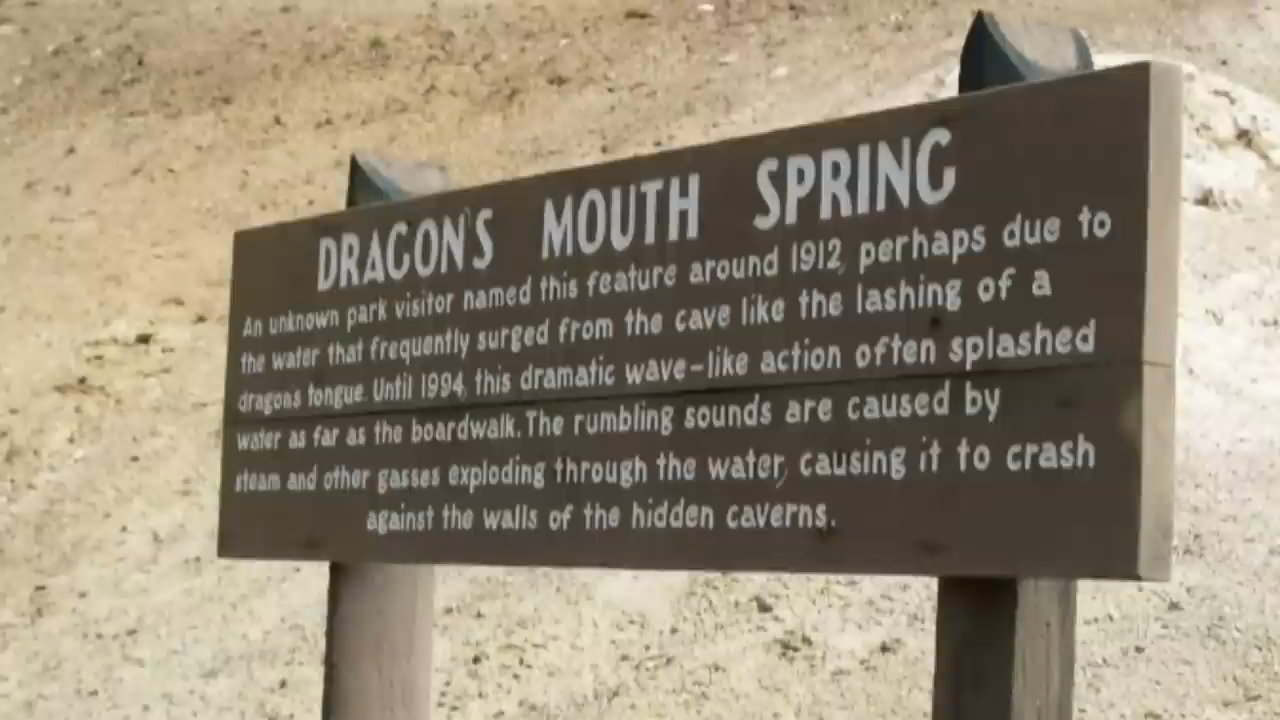 DRAGON'S MOUTH SPRING
An unknown park visitor named this feature around 1912, perhaps due to
the water that frequently surged from the cave like the lashing of a
dragons tongue. Until 1994, this dramatic wave-like action often splashed
water as far as the boardwalk. The rumbling sounds are caused by
steam and other gasses exploding through the water, causing it to crash
against the walls of the hidden caverns.